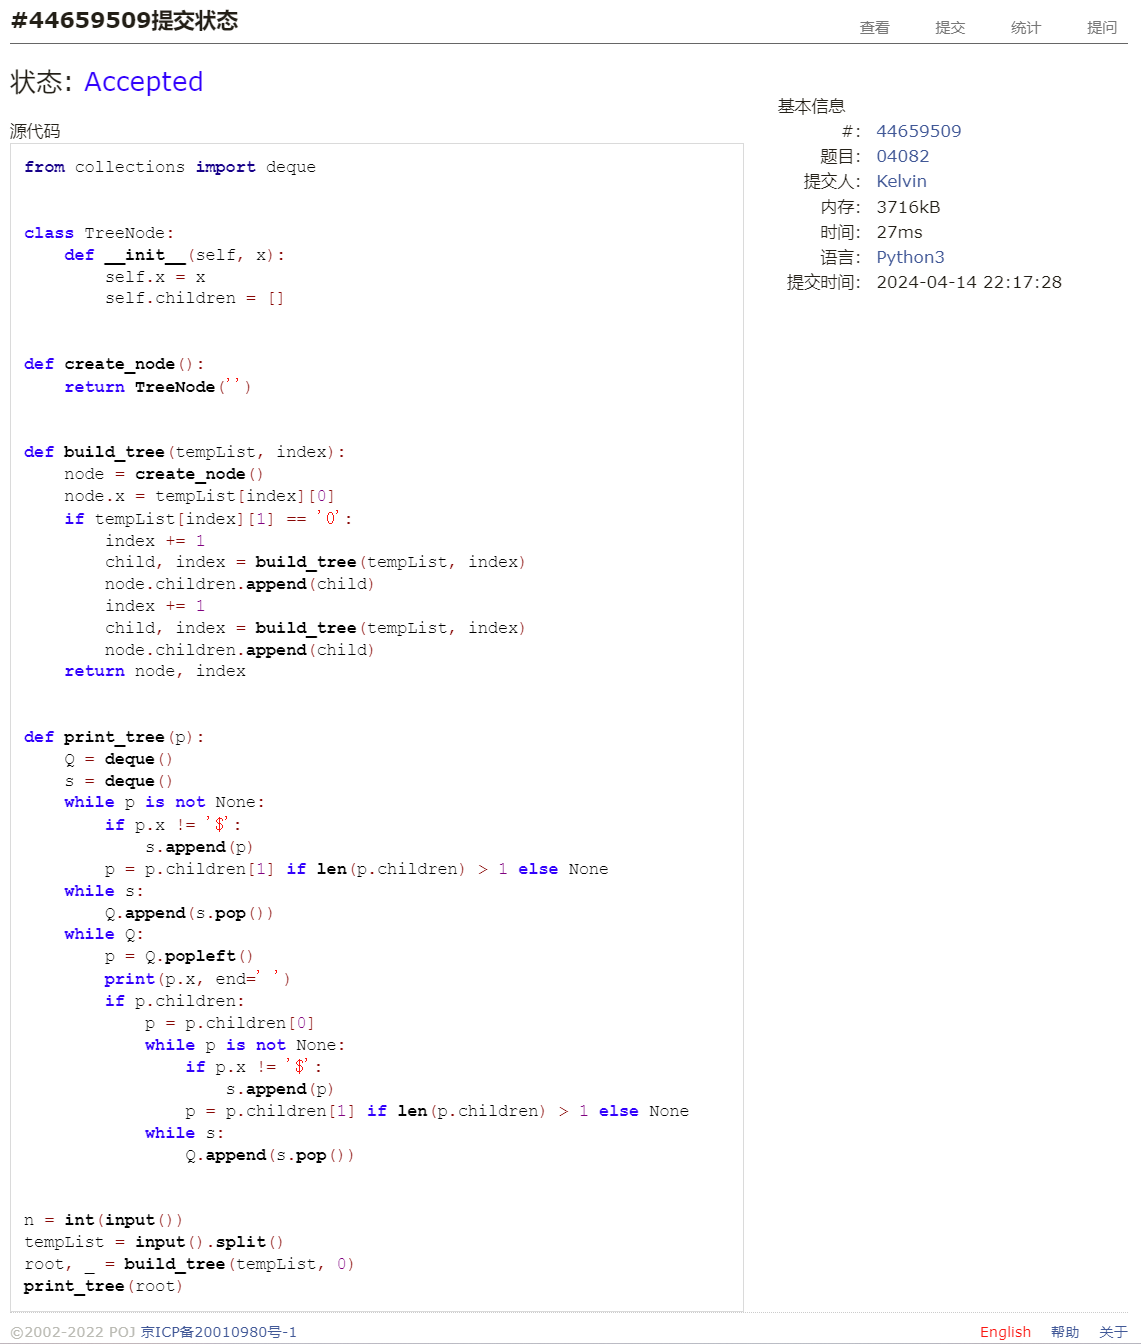 #44659509提交状态
查看 提交 统计 提问
状态: Accepted
源代码
from collections import deque
class TreeNode:
    def __init__(self, x):
        self.x = x
        self.children = []
def create_node():
    return TreeNode('')
def build_tree(tempList, index):
    node = create_node()
    node.x = tempList[index][0]
    if tempList[index][1] == '0':
        index += 1
        child, index = build_tree(tempList, index)
        node.children.append(child)
        index += 1
        child, index = build_tree(tempList, index)
        node.children.append(child)
    return node, index
def print_tree(p):
    Q = deque()
    s = deque()
    while p is not None:
        if p.x != '$':
            s.append(p)
        p = p.children[1] if len(p.children) > 1 else None
    while s:
        Q.append(s.pop())
    while Q:
        p = Q.popleft()
        print(p.x, end=' ')
        if p.children:
            p = p.children[0]
            while p is not None:
                if p.x != '$':
                    s.append(p)
                p = p.children[1] if len(p.children) > 1 else None
            while s:
                Q.append(s.pop())
n = int(input())
tempList = input().split()
root, _ = build_tree(tempList, 0)
print_tree(root)
基本信息
#: 44659509
题目: 04082
提交人: Kelvin
内存: 3716kB
时间: 27ms
语言: Python3
提交时间: 2024-04-14 22:17:28
©2002-2022 POJ 京ICP备20010980号-1
English 帮助 关于